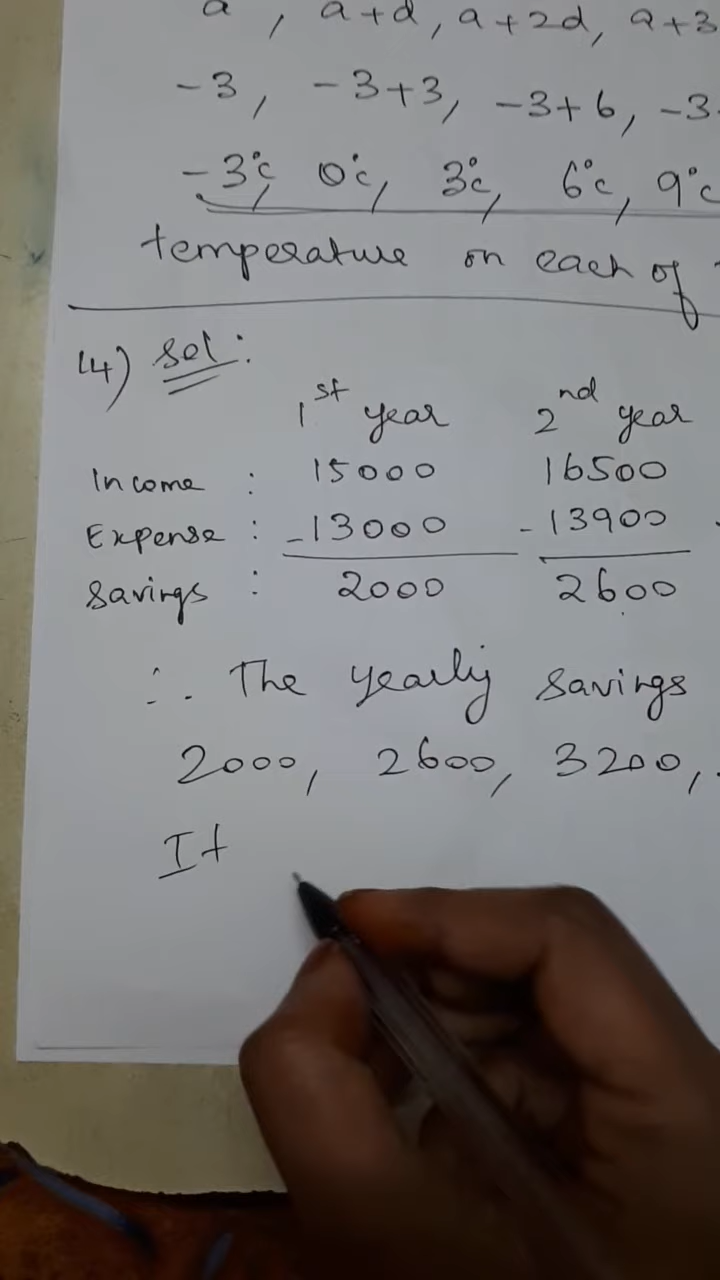 a, a+d, a+2d, a+3
-3, -3+3, -3+6, -3
-3°c, 0°c, 3°c, 6°c, 9°c
temperature on each of
14) sol:
1st year 2nd year
Income : 15000 16500
Expense : -13000 -13900
Savings : 2000 2600
∴ The yearly savings
2000, 2600, 3200,
It